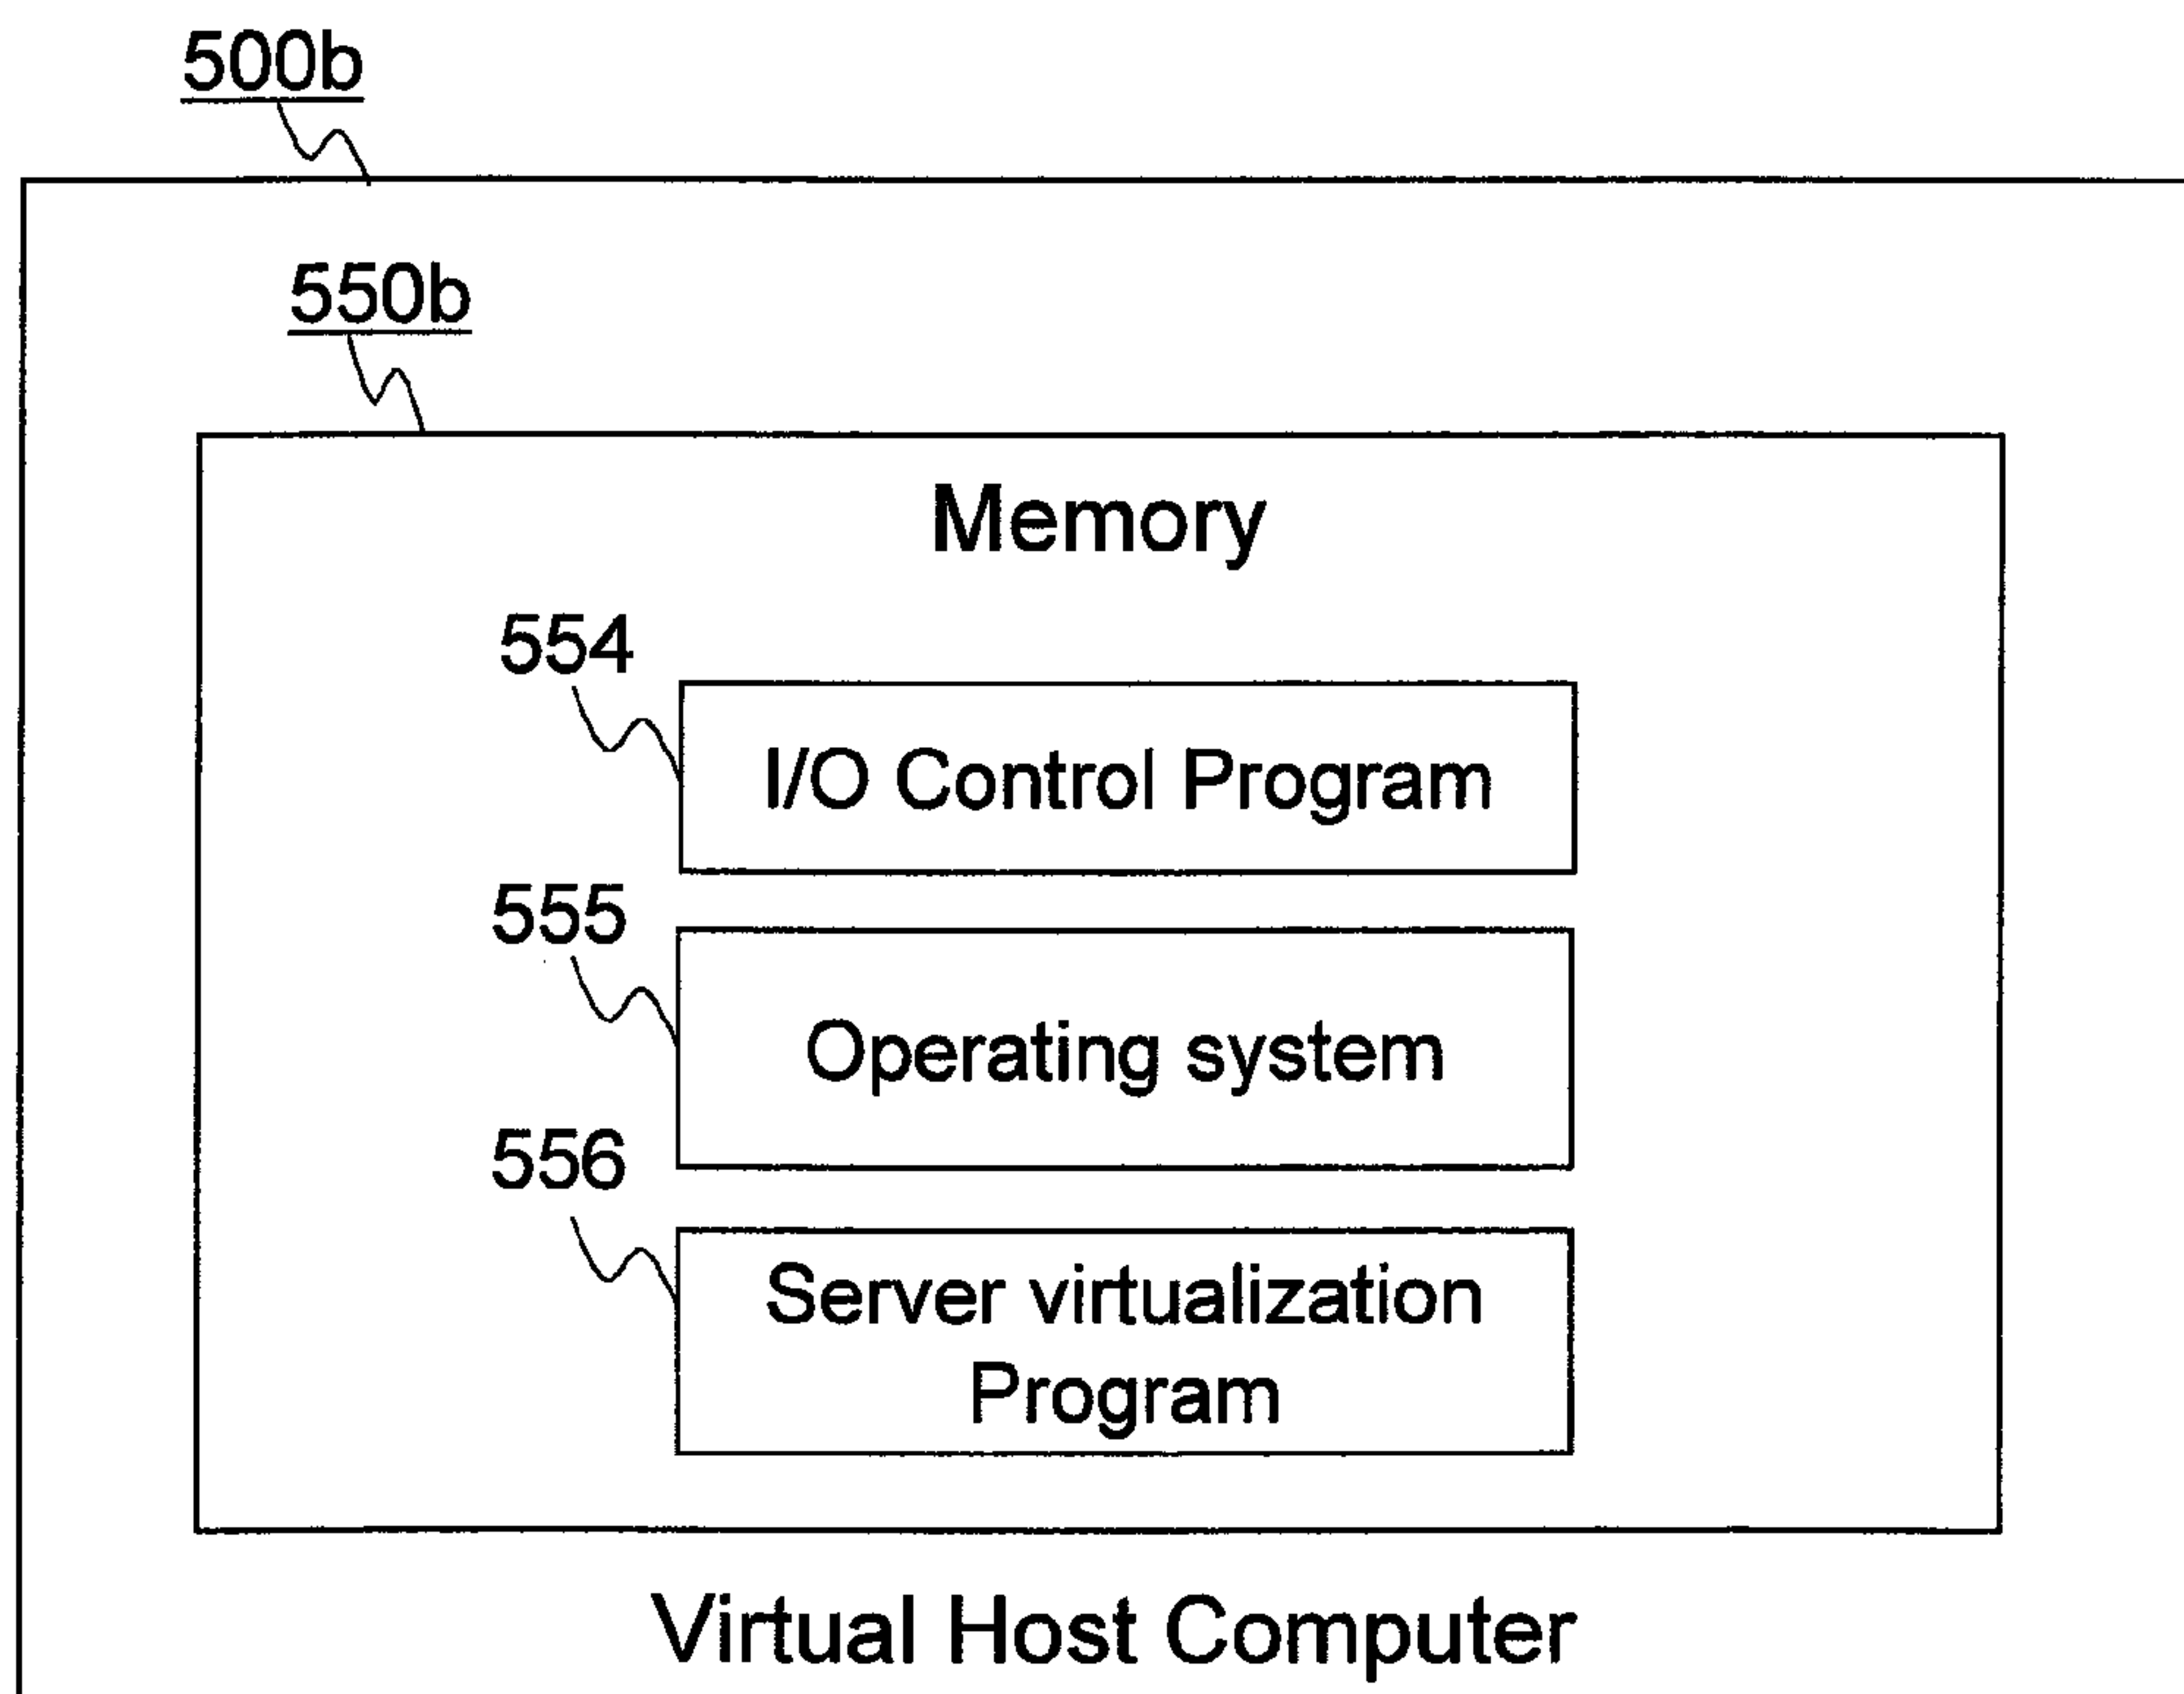 500b
550b
Memory
554
I/O Control Program
555
Operating system
556
Server virtualization
Program
Virtual Host Computer